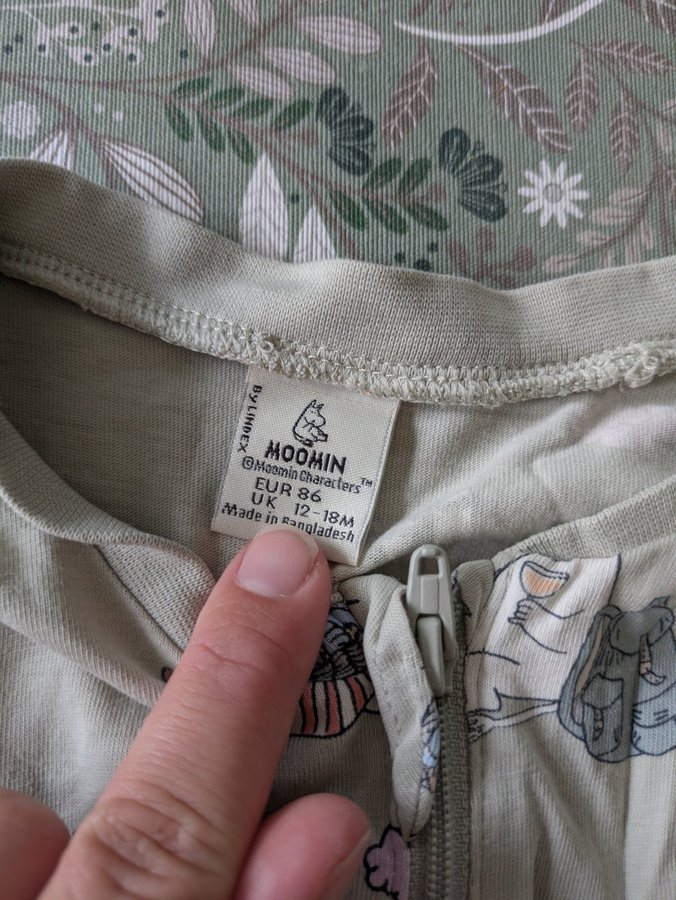 By LINDEX
MOOMIN
©Moomin Characters™
EUR 86
UK 12-18M
Made in Bangladesh